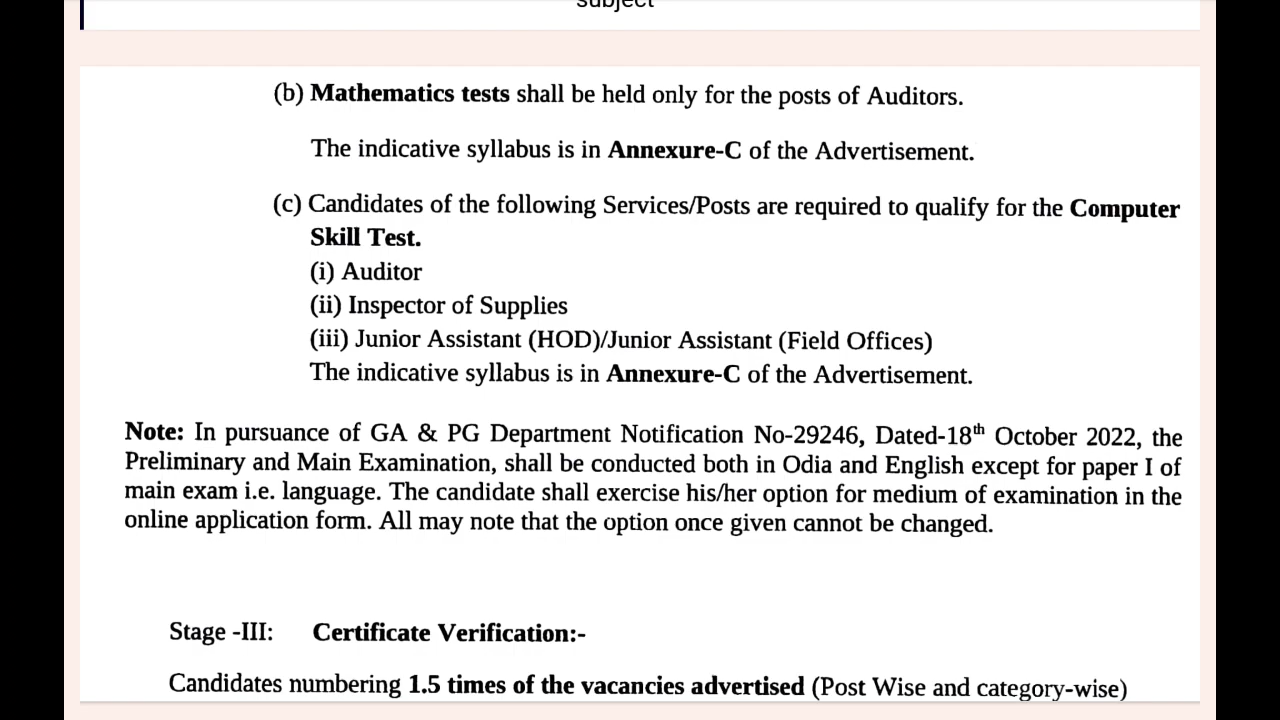 subject
(b) Mathematics tests shall be held only for the posts of Auditors.
The indicative syllabus is in Annexure-C of the Advertisement.
(c) Candidates of the following Services/Posts are required to qualify for the Computer
Skill Test.
(i) Auditor
(ii) Inspector of Supplies
(iii) Junior Assistant (HOD)/Junior Assistant (Field Offices)
The indicative syllabus is in Annexure-C of the Advertisement.
Note: In pursuance of GA & PG Department Notification No-29246, Dated-18th October 2022, the
Preliminary and Main Examination, shall be conducted both in Odia and English except for paper I of
main exam i.e. language. The candidate shall exercise his/her option for medium of examination in the
online application form. All may note that the option once given cannot be changed.
Stage -III: Certificate Verification:-
Candidates numbering 1.5 times of the vacancies advertised (Post Wise and category-wise)